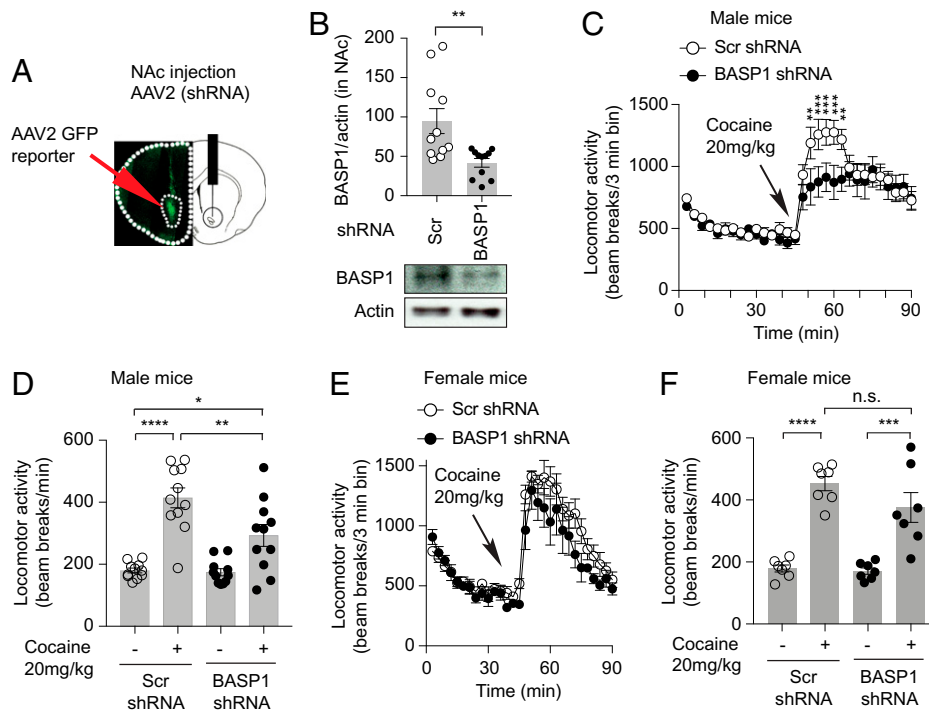 A
NAc injection
AAV2 (shRNA)
AAV2 GFP
reporter
B
**
BASP1/actin (in NAc)
200
150
100
50
0
shRNA
Scr
BASP1
BASP1
Actin
C
Male mice
Scr shRNA
BASP1 shRNA
Locomotor activity
(beam breaks/3 min bin)
1500
1000
500
0
Cocaine
20mg/kg
** *** *** *** **
0 30 60 90
Time (min)
D
Male mice
*
**** **
Locomotor activity
(beam breaks/min)
600
400
200
0
Cocaine
20mg/kg
- + - +
Scr
shRNA
BASP1
shRNA
E
Female mice
Scr shRNA
BASP1 shRNA
Locomotor activity
(beam breaks/3 min bin)
1500
1000
500
0
Cocaine
20mg/kg
0 30 60 90
Time (min)
F
Female mice
n.s.
**** ***
Locomotor activity
(beam breaks/min)
600
400
200
0
Cocaine
20mg/kg
- + - +
Scr
shRNA
BASP1
shRNA